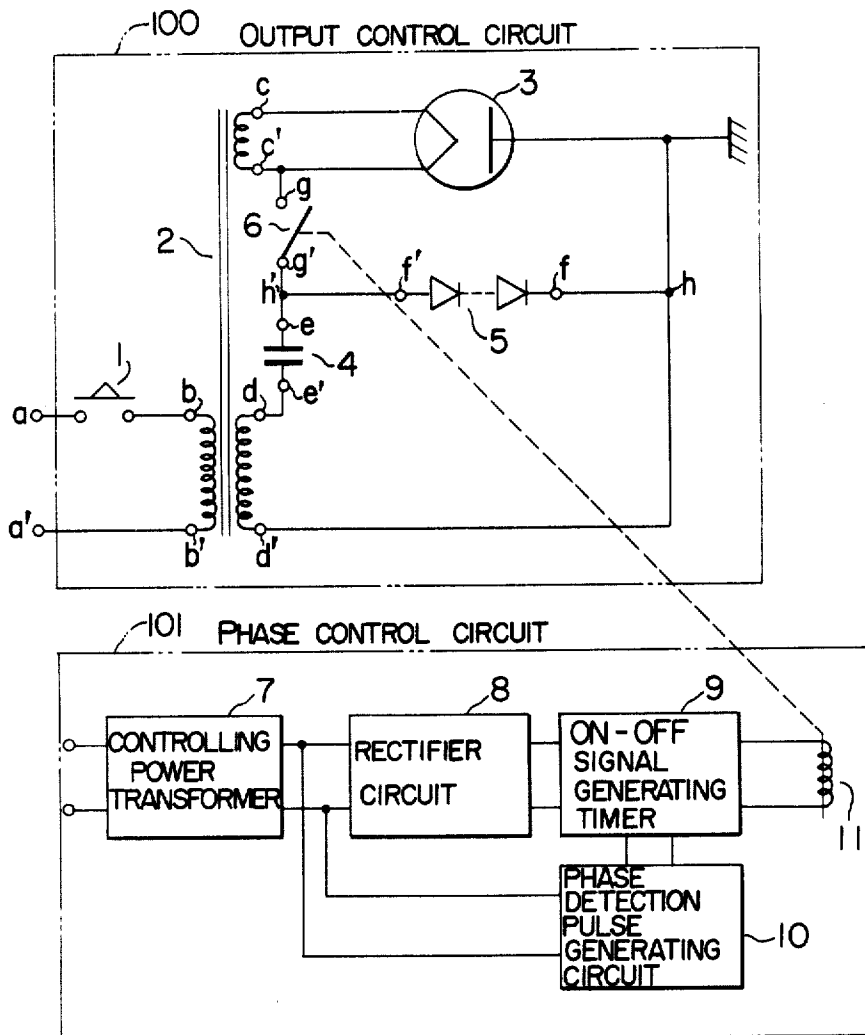 100
OUTPUT CONTROL CIRCUIT
c
3
c'
g
6
2
g'
f'
f
h'
h
5
e
4
1
e'
a
b
d
a'
b'
d'
101
PHASE CONTROL CIRCUIT
7
8
9
CONTROLLING
POWER
TRANSFORMER
RECTIFIER
CIRCUIT
ON-OFF
SIGNAL
GENERATING
TIMER
11
PHASE
DETECTION
PULSE
GENERATING
CIRCUIT
10